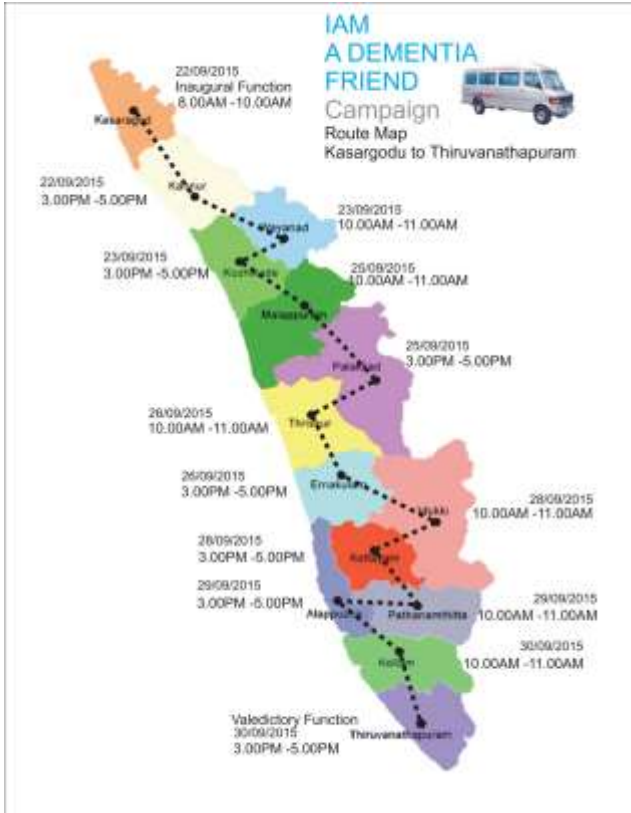 IAM
A DEMENTIA
FRIEND
Campaign
Route Map
Kasargodu to Thiruvanathapuram
22/09/2015
Inaugural Function
8.00AM -10.00AM
Kasaragod
22/09/2015
3.00PM -5.00PM
Kannur
23/09/2015
10.00AM -11.00AM
Wayanad
23/09/2015
3.00PM -5.00PM
Kozhikode
25/09/2015
10.00AM -11.00AM
Malappuram
25/09/2015
3.00PM -5.00PM
Palakkad
26/09/2015
10.00AM -11.00AM
Thrissur
26/09/2015
3.00PM -5.00PM
Ernakulam
28/09/2015
10.00AM -11.00AM
Idukki
28/09/2015
3.00PM -5.00PM
Kottayam
29/09/2015
3.00PM -5.00PM
Alappuzha
Pathanamthitta
29/09/2015
10.00AM -11.00AM
30/09/2015
10.00AM -11.00AM
Kollam
Valedictory Function
30/09/2015
3.00PM -5.00PM
Thiruvanathapuram